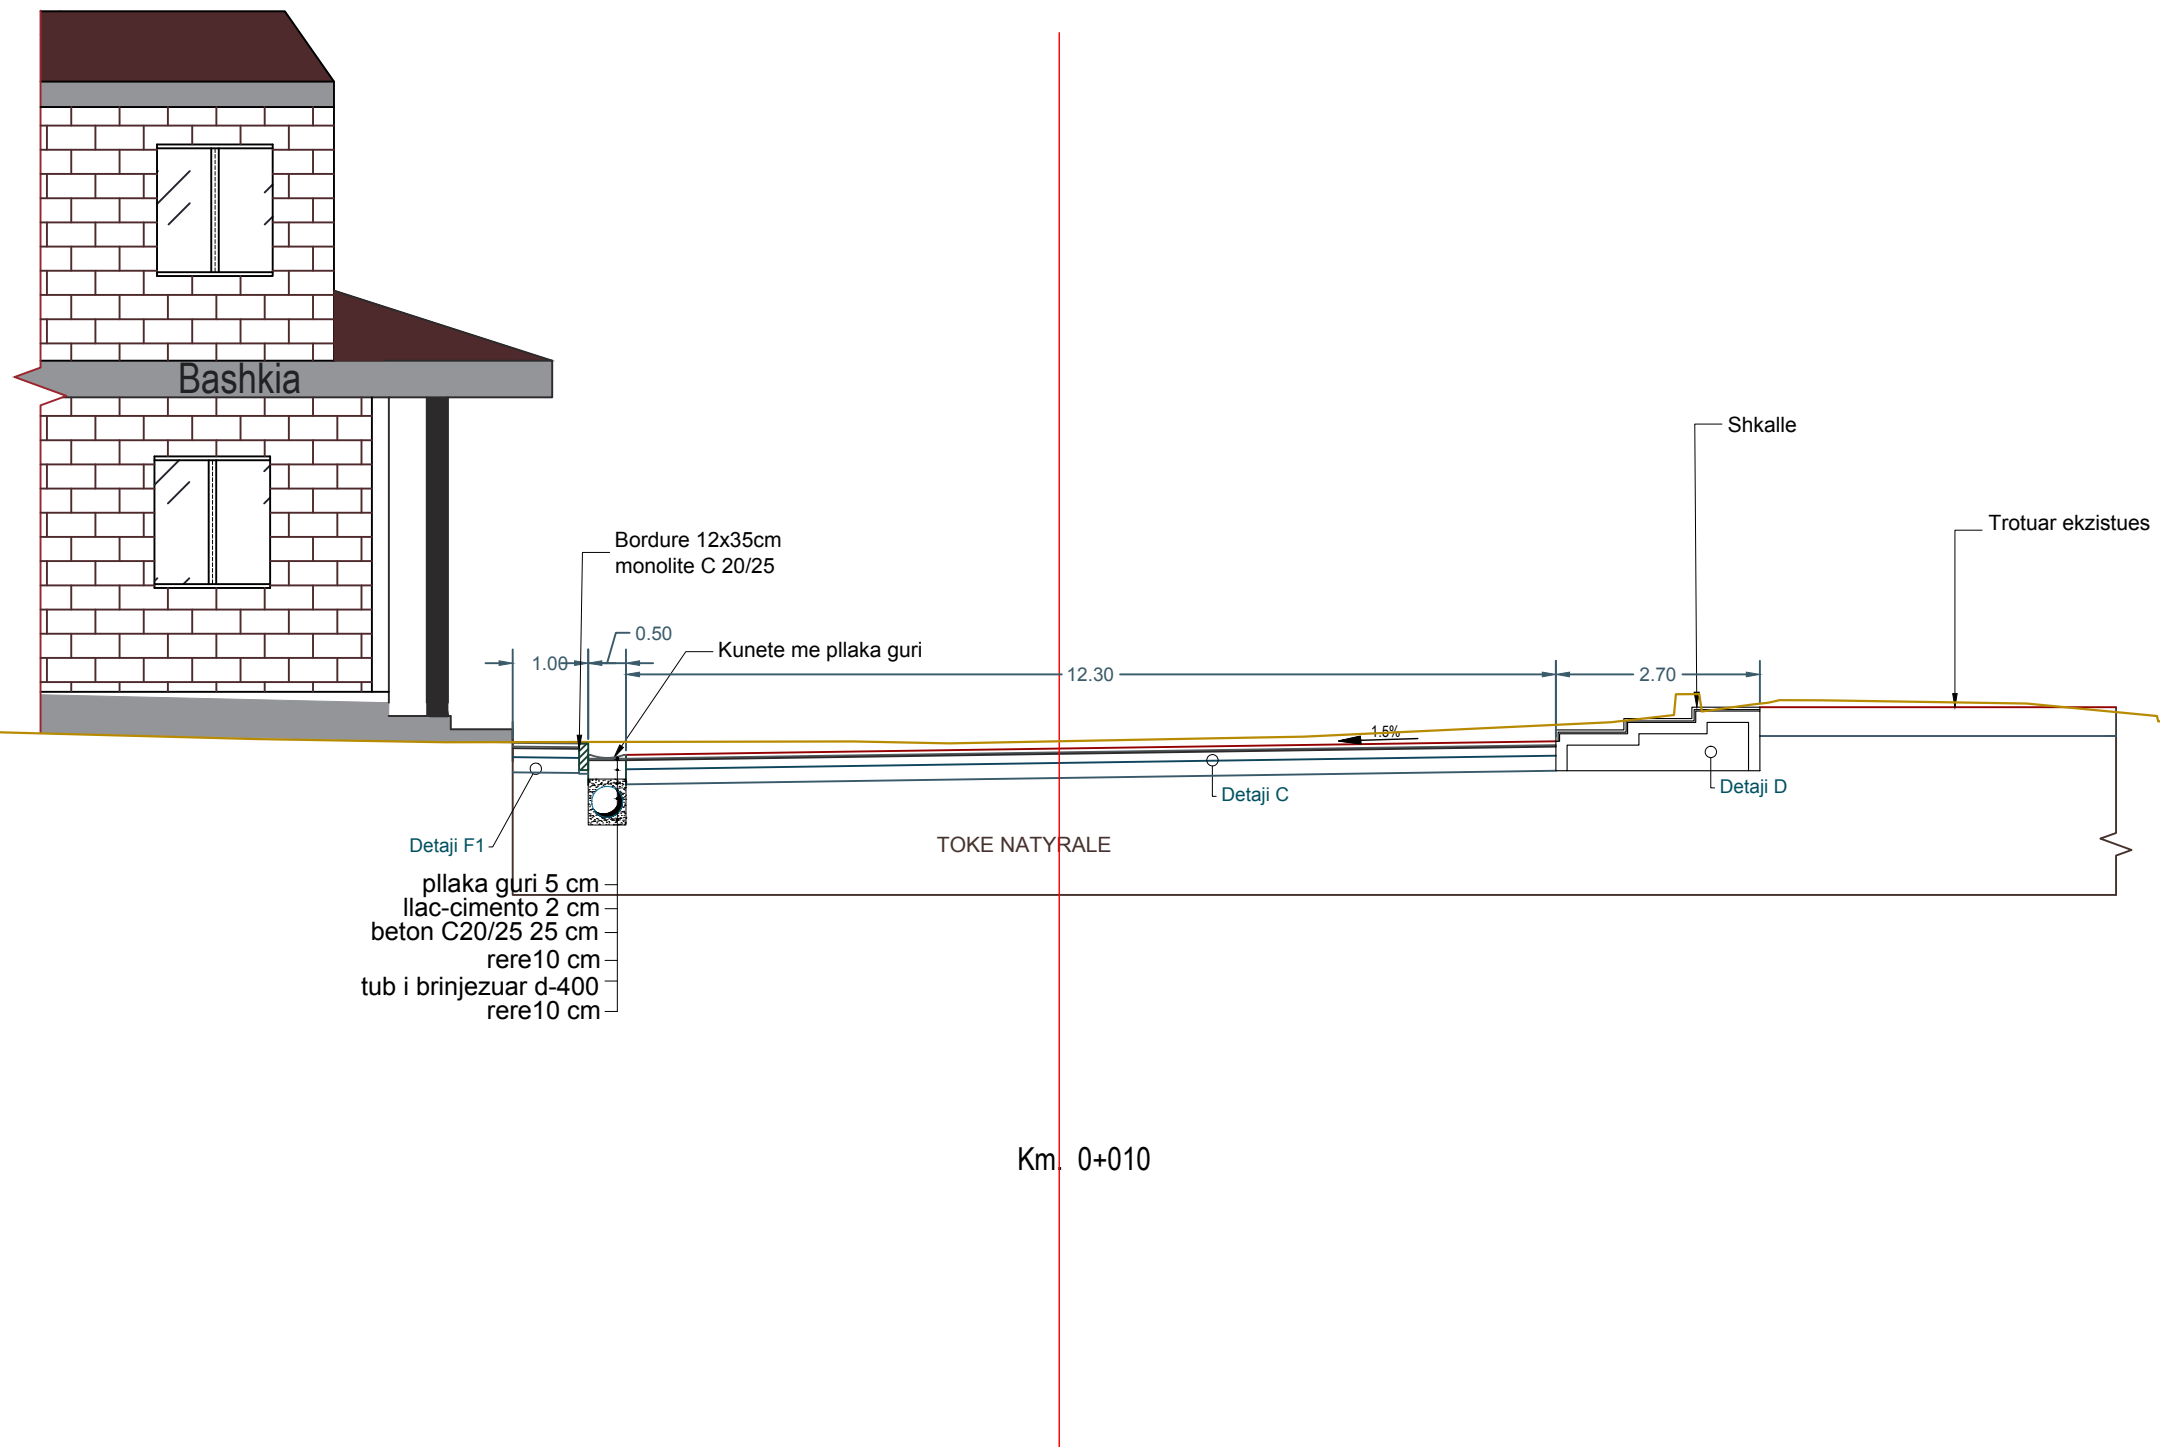 Bashkia
Shkalle
Trotuar ekzistues
Bordure 12x35cm
monolite C 20/25
0.50
Kunete me pllaka guri
1.00
12.30
2.70
1.5%
Detaji C
Detaji D
Detaji F1
TOKE NATYRALE
pllaka guri 5 cm
llac-cimento 2 cm
beton C20/25 25 cm
rere10 cm
tub i brinjezuar d-400
rere10 cm
Km. 0+010